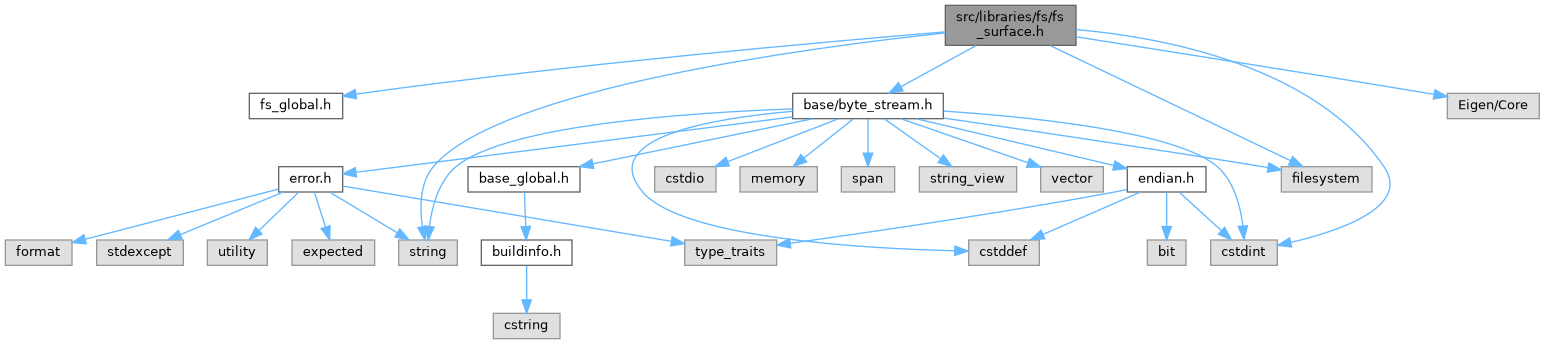 src/libraries/fs/fs
_surface.h
fs_global.h
base/byte_stream.h
Eigen/Core
error.h
base_global.h
cstdio
memory
span
string_view
vector
endian.h
filesystem
format
stdexcept
utility
expected
string
buildinfo.h
type_traits
cstddef
bit
cstdint
cstring